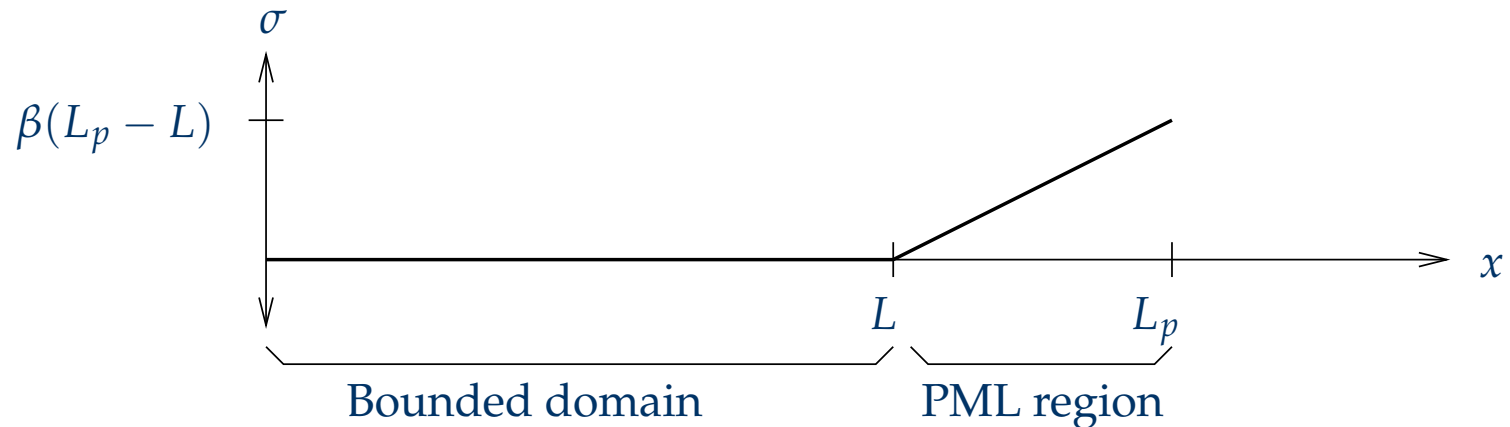 σ
β(L_p − L)
x
L
L_p
Bounded domain
PML region